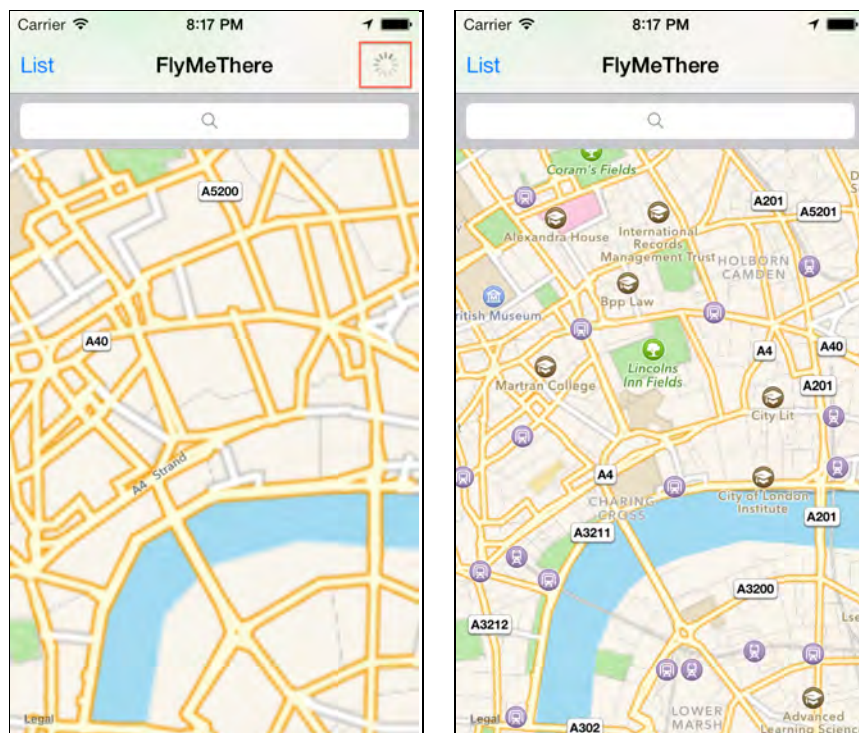 Carrier 8:17 PM
List FlyMeThere
A5200
A40
A4 Strand
Legal
Carrier 8:17 PM
List FlyMeThere
Coram's Fields
A201
A5201
Alexandra House
International
Records
Management Trust
HOLBORN
CAMDEN
Bpp Law
ritish Museum
Lincolns
Inn Fields
A4
A40
Martran College
A201
City Lit
A4
CHARING
CROSS
City of London
Institute
A3211
A201
A3200
A3212
Lse
LOWER
MARSH
Legal
A302
Advanced
Learning Science